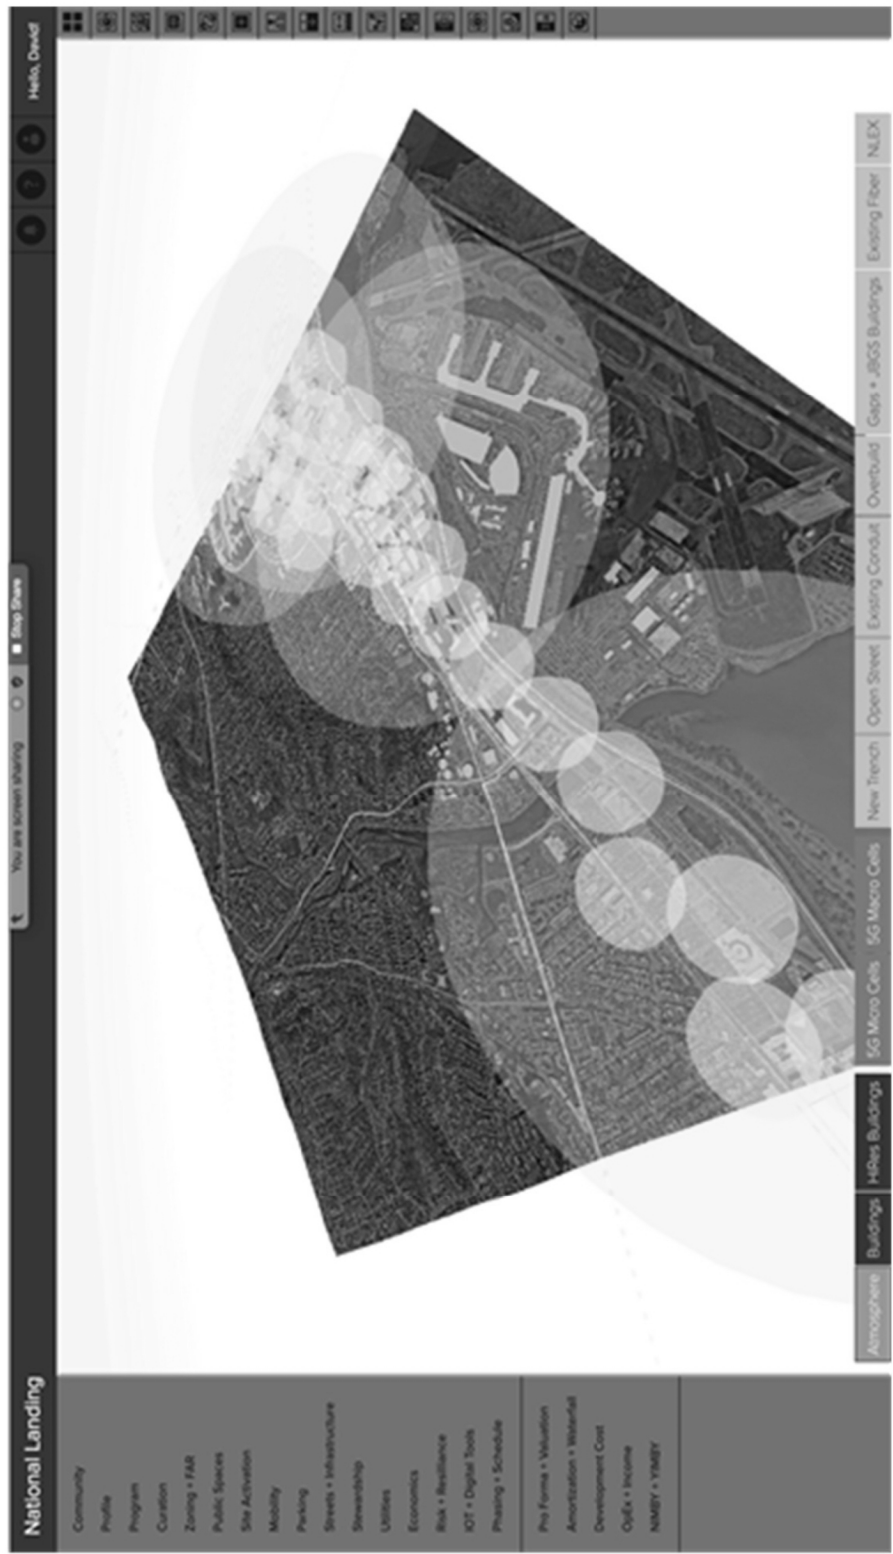 National Landing
You are screen sharing
Stop Share
?
Hello, David!
Community
Profile
Program
Curation
Zoning + FAR
Public Spaces
Site Activation
Mobility
Parking
Streets + Infrastructure
Stewardship
Utilities
Economics
Risk + Resilliance
IOT + Digital Tools
Phasing + Schedule
Pro Forma + Valuation
Amortization + Waterfall
Development Cost
OpEx + Income
NIMBY + YIMBY
Atmosphere
Buildings
HiRes Buildings
5G Micro Cells
5G Macro Cells
New Trench
Open Street
Existing Conduit
Overbuild
Gaps + JBGS Buildings
Existing Fiber
NLEX